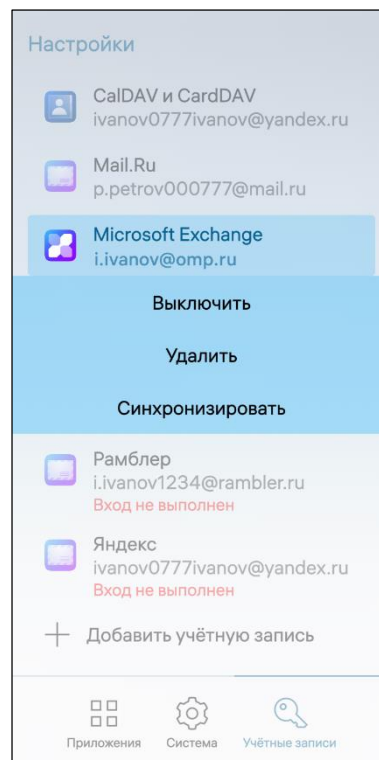 Настройки
CalDAV и CardDAV
ivanov0777ivanov@yandex.ru
Mail.Ru
p.petrov000777@mail.ru
Microsoft Exchange
i.ivanov@omp.ru
Выключить
Удалить
Синхронизировать
Рамблер
i.ivanov1234@rambler.ru
Вход не выполнен
Яндекс
ivanov0777ivanov@yandex.ru
Вход не выполнен
Добавить учётную запись
Приложения Система Учётные записи